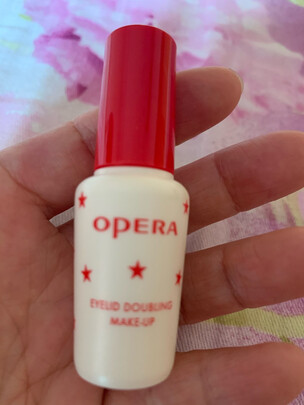 OPERA
EYELID DOUBLING
MAKE-UP